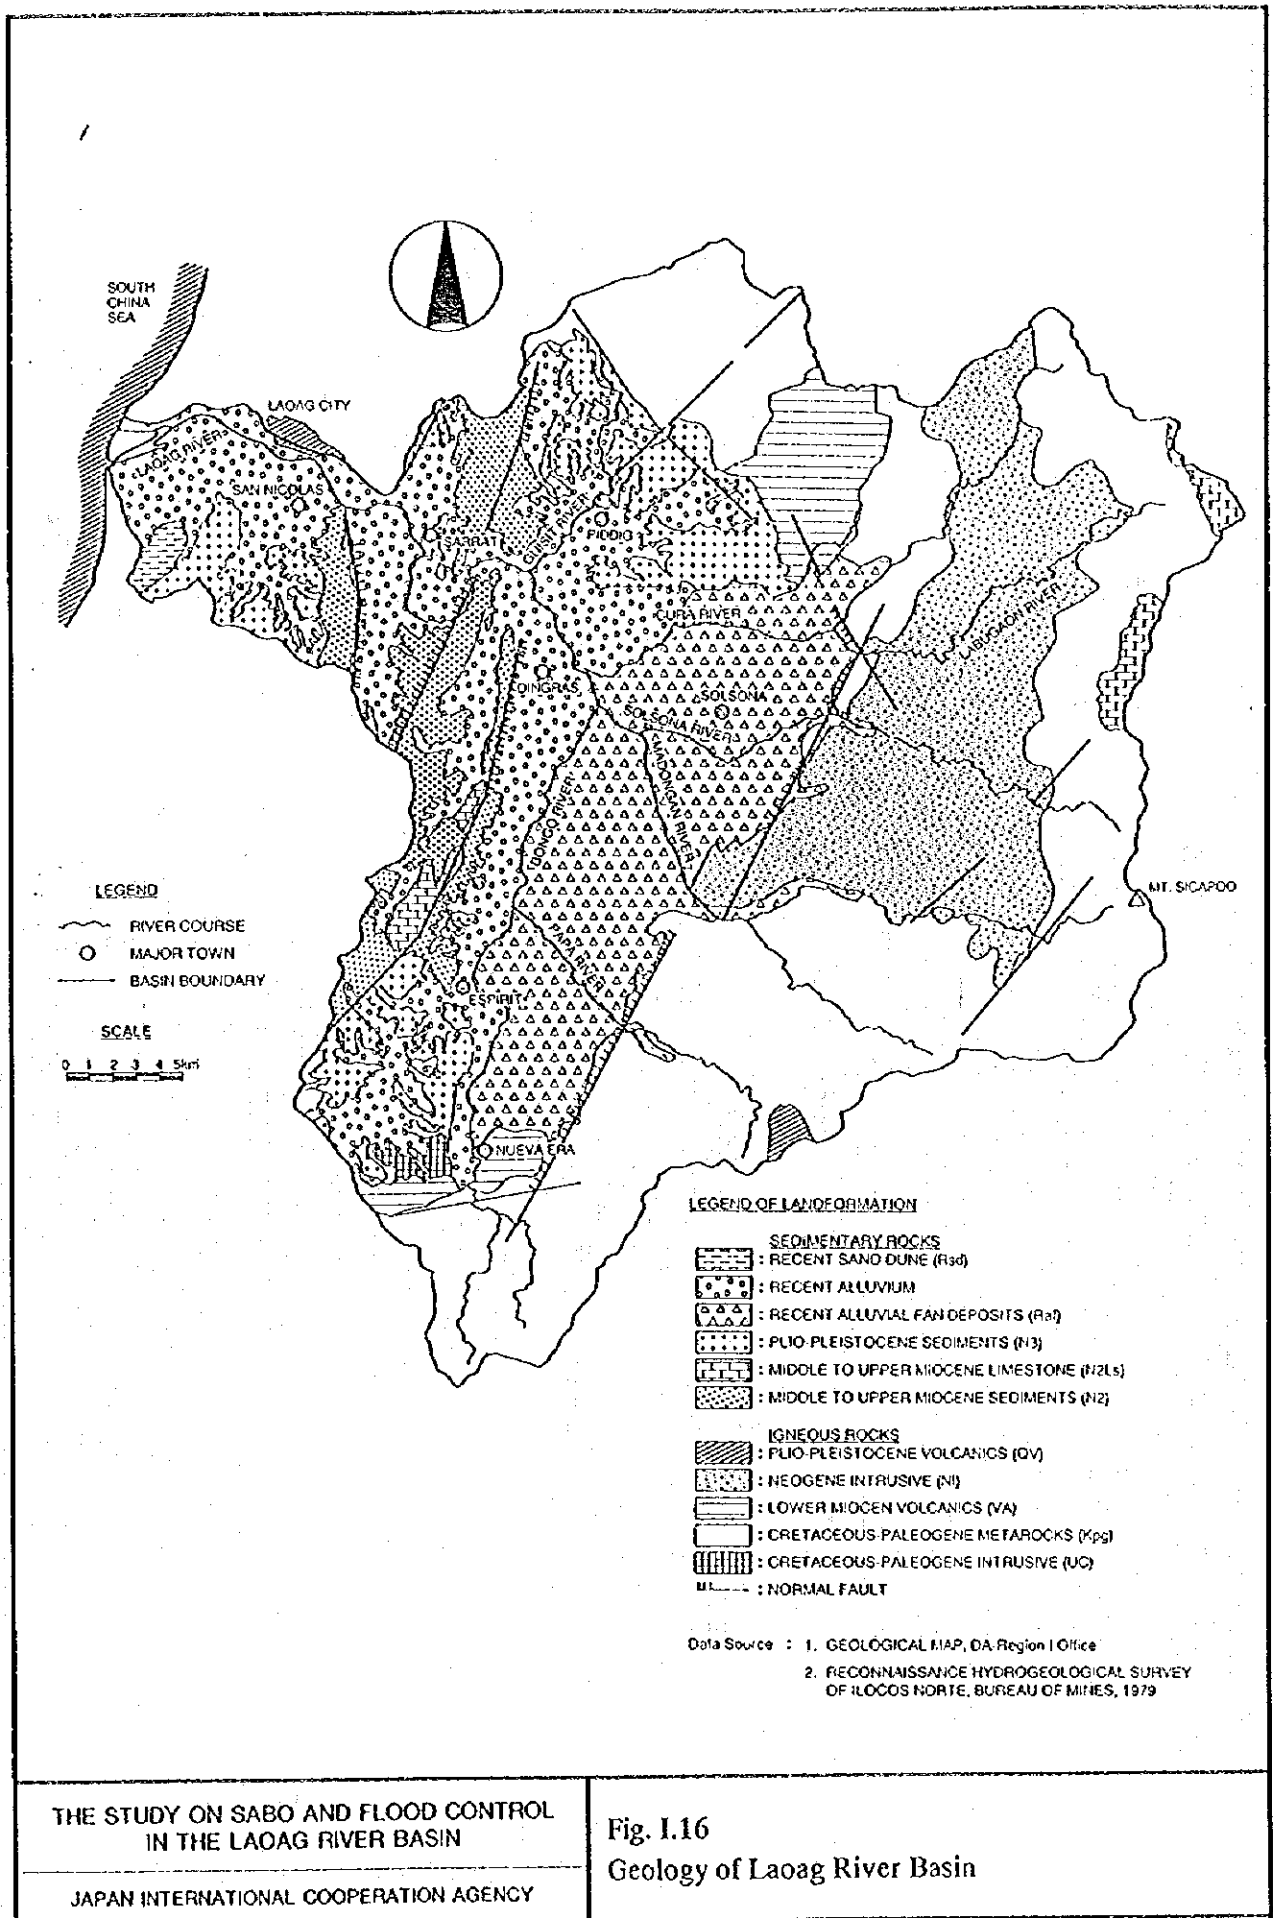 SOUTH
CHINA
SEA
LAOAG CITY
LAOAG RIVER
SAN NICOLAS
SARRAT
GUISIT RIVER
PIDDIG
CURA RIVER
LABUGAON RIVER
DINGRAS
SOLSONA
SOLSONA RIVER
MADONGAN RIVER
PAPA RIVER
MT. SICAPOO
ESPIRIT
NUEVA ERA
LEGEND
RIVER COURSE
MAJOR TOWN
BASIN BOUNDARY
SCALE
0 1 2 3 4 5km
LEGEND OF LANDFORMATION
SEDIMENTARY ROCKS
: RECENT SAND DUNE (Rsd)
: RECENT ALLUVIUM
: RECENT ALLUVIAL FAN DEPOSITS (Raf)
: PLIO-PLEISTOCENE SEDIMENTS (N3)
: MIDDLE TO UPPER MIOCENE LIMESTONE (N2Ls)
: MIDDLE TO UPPER MIOCENE SEDIMENTS (N2)
IGNEOUS ROCKS
: PLIO-PLEISTOCENE VOLCANICS (QV)
: NEOGENE INTRUSIVE (NI)
: LOWER MIOCEN VOLCANICS (VA)
: CRETACEOUS-PALEOGENE METAROCKS (Kpg)
: CRETACEOUS-PALEOGENE INTRUSIVE (UC)
: NORMAL FAULT
Data Source : 1. GEOLOGICAL MAP, DA-Region I Office
2. RECONNAISSANCE HYDROGEOLOGICAL SURVEY
OF ILOCOS NORTE, BUREAU OF MINES, 1979
THE STUDY ON SABO AND FLOOD CONTROL
IN THE LAOAG RIVER BASIN
JAPAN INTERNATIONAL COOPERATION AGENCY
Fig. I.16
Geology of Laoag River Basin